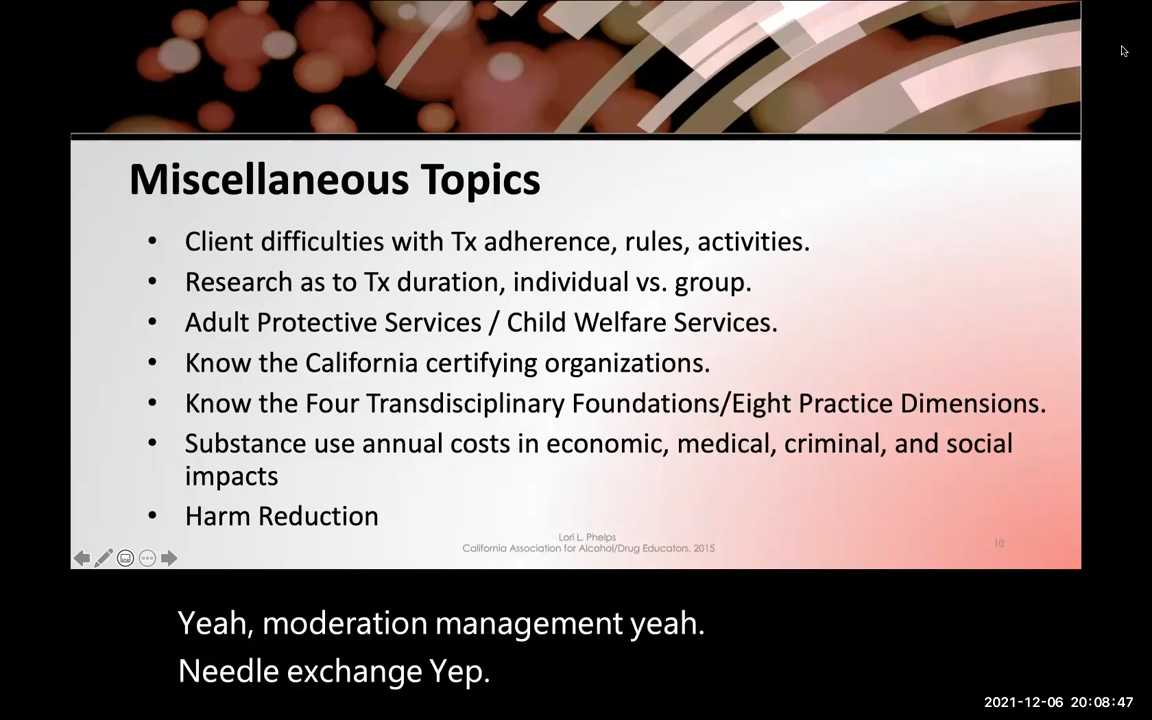 Miscellaneous Topics
• Client difficulties with Tx adherence, rules, activities.
• Research as to Tx duration, individual vs. group.
• Adult Protective Services / Child Welfare Services.
• Know the California certifying organizations.
• Know the Four Transdisciplinary Foundations/Eight Practice Dimensions.
• Substance use annual costs in economic, medical, criminal, and social
impacts
• Harm Reduction
Lori L. Phelps
California Association for Alcohol/Drug Educators, 2015
10
Yeah, moderation management yeah.
Needle exchange Yep.
2021-12-06 20:08:47